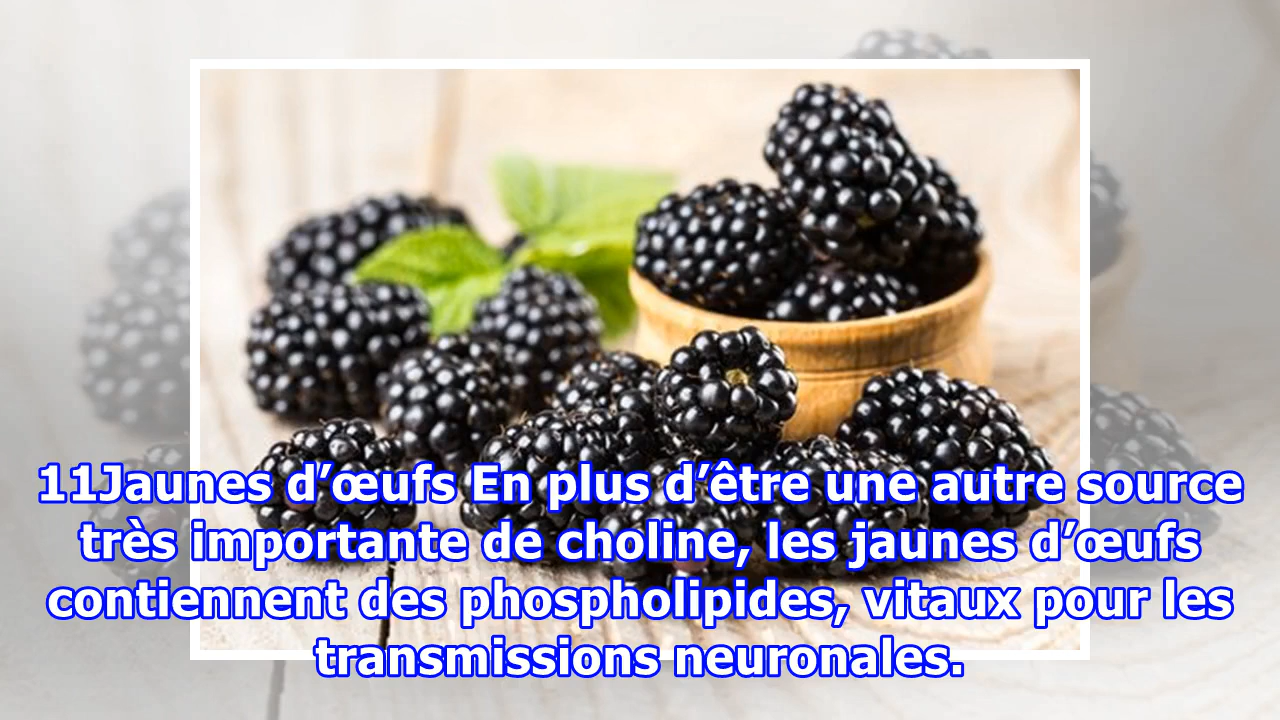 11Jaunes d’œufs En plus d’être une autre source
très importante de choline, les jaunes d’œufs
contiennent des phospholipides, vitaux pour les
transmissions neuronales.